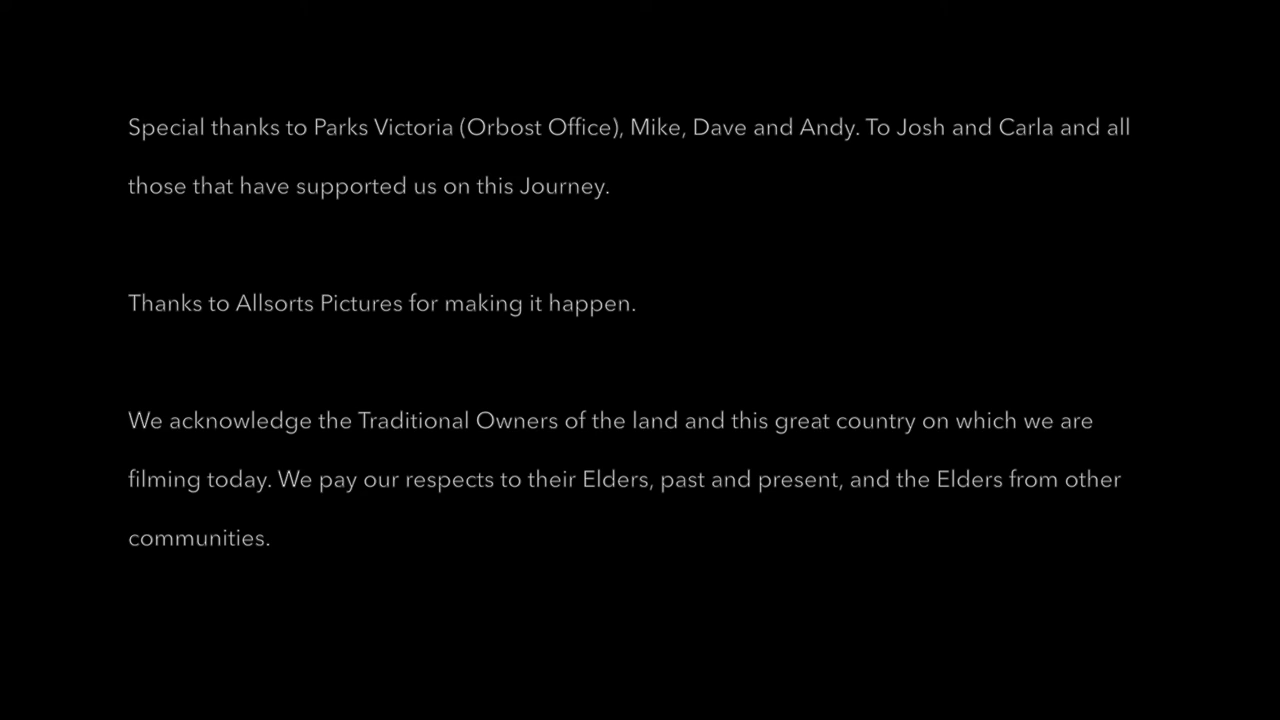 Special thanks to Parks Victoria (Orbost Office), Mike, Dave and Andy. To Josh and Carla and all
those that have supported us on this Journey.
Thanks to Allsorts Pictures for making it happen.
We acknowledge the Traditional Owners of the land and this great country on which we are
filming today. We pay our respects to their Elders, past and present, and the Elders from other
communities.